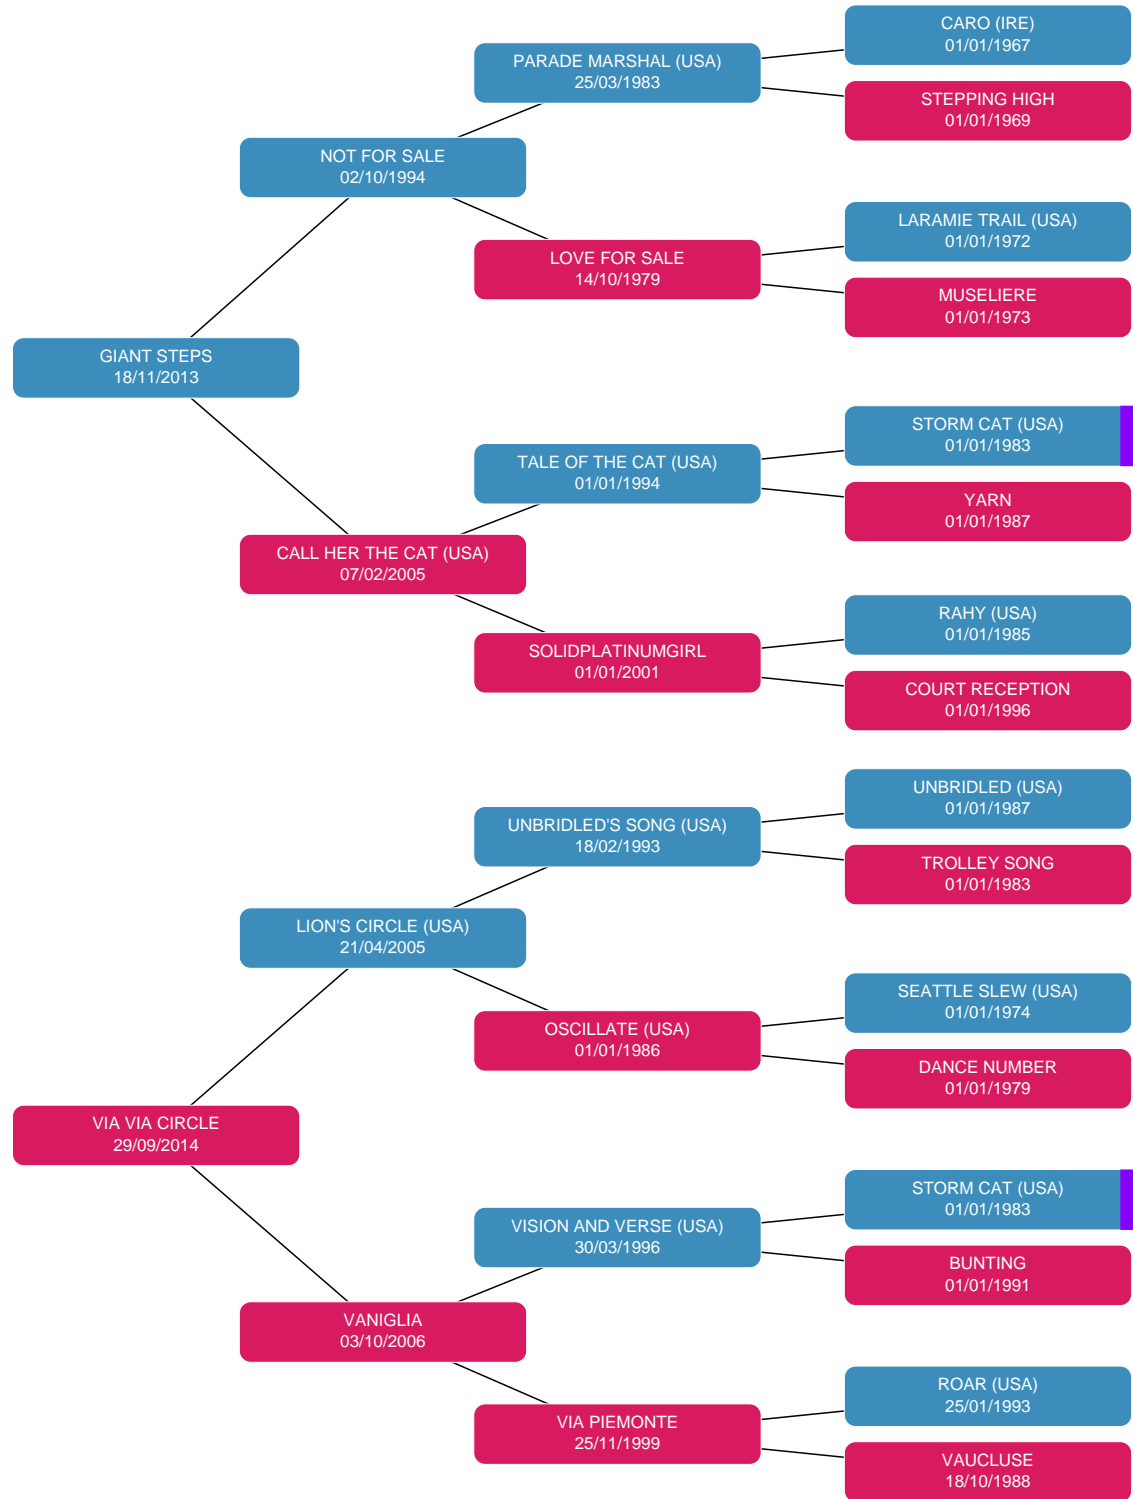 CARO (IRE)
01/01/1967
PARADE MARSHAL (USA)
25/03/1983
STEPPING HIGH
01/01/1969
NOT FOR SALE
02/10/1994
LARAMIE TRAIL (USA)
01/01/1972
LOVE FOR SALE
14/10/1979
MUSELIERE
01/01/1973
GIANT STEPS
18/11/2013
STORM CAT (USA)
01/01/1983
TALE OF THE CAT (USA)
01/01/1994
YARN
01/01/1987
CALL HER THE CAT (USA)
07/02/2005
RAHY (USA)
01/01/1985
SOLIDPLATINUMGIRL
01/01/2001
COURT RECEPTION
01/01/1996
UNBRIDLED (USA)
01/01/1987
UNBRIDLED'S SONG (USA)
18/02/1993
TROLLEY SONG
01/01/1983
LION'S CIRCLE (USA)
21/04/2005
SEATTLE SLEW (USA)
01/01/1974
OSCILLATE (USA)
01/01/1986
DANCE NUMBER
01/01/1979
VIA VIA CIRCLE
29/09/2014
STORM CAT (USA)
01/01/1983
VISION AND VERSE (USA)
30/03/1996
BUNTING
01/01/1991
VANIGLIA
03/10/2006
ROAR (USA)
25/01/1993
VIA PIEMONTE
25/11/1999
VAUCLUSE
18/10/1988